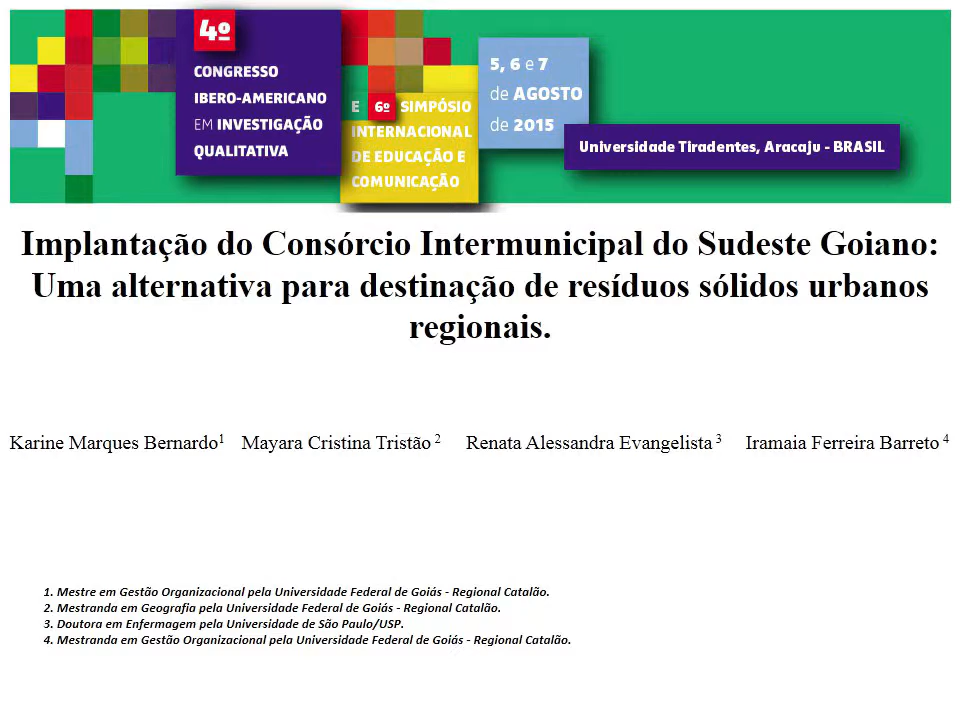 4º
CONGRESSO
IBERO-AMERICANO
EM INVESTIGAÇÃO
QUALITATIVA
E 6º SIMPÓSIO
INTERNACIONAL
DE EDUCAÇÃO E
COMUNICAÇÃO
5, 6 e 7
de AGOSTO
de 2015
Universidade Tiradentes, Aracaju - BRASIL
Implantação do Consórcio Intermunicipal do Sudeste Goiano:
Uma alternativa para destinação de resíduos sólidos urbanos
regionais.
Karine Marques Bernardo¹ Mayara Cristina Tristão ² Renata Alessandra Evangelista ³ Iramaia Ferreira Barreto ⁴
1. Mestre em Gestão Organizacional pela Universidade Federal de Goiás - Regional Catalão.
2. Mestranda em Geografia pela Universidade Federal de Goiás - Regional Catalão.
3. Doutora em Enfermagem pela Universidade de São Paulo/USP.
4. Mestranda em Gestão Organizacional pela Universidade Federal de Goiás - Regional Catalão.